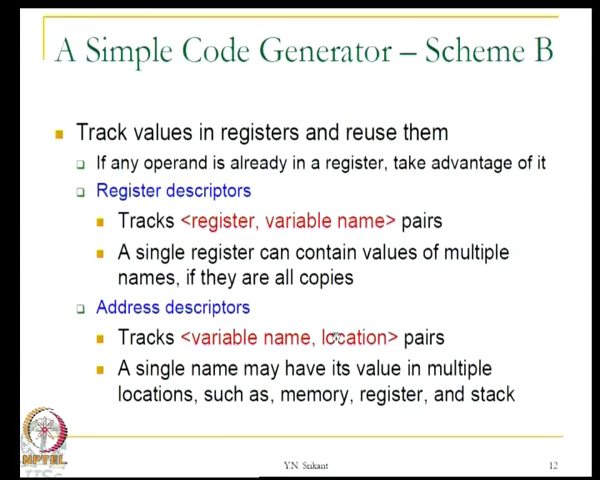 A Simple Code Generator – Scheme B
Track values in registers and reuse them
If any operand is already in a register, take advantage of it
Register descriptors
Tracks <register, variable name> pairs
A single register can contain values of multiple
names, if they are all copies
Address descriptors
Tracks <variable name, location> pairs
A single name may have its value in multiple
locations, such as, memory, register, and stack
NPTEL
Y.N. Srikant
12